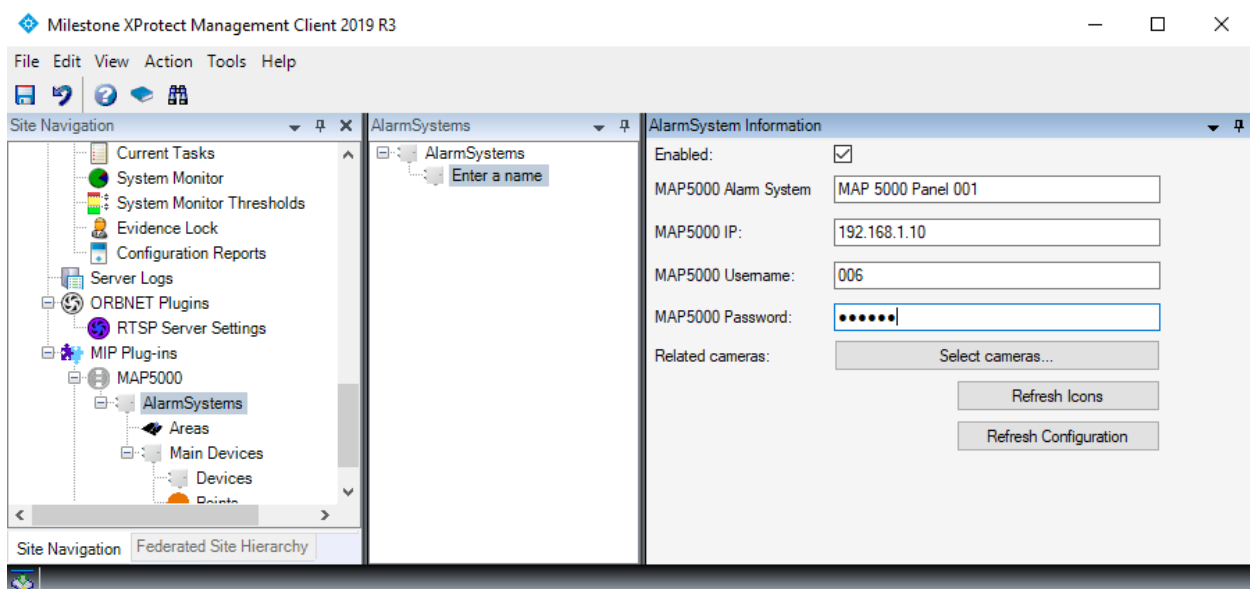 Milestone XProtect Management Client 2019 R3
File Edit View Action Tools Help
Site Navigation
Current Tasks
System Monitor
System Monitor Thresholds
Evidence Lock
Configuration Reports
Server Logs
ORBNET Plugins
RTSP Server Settings
MIP Plug-ins
MAP5000
AlarmSystems
Areas
Main Devices
Devices
Points
Site Navigation Federated Site Hierarchy
AlarmSystems
AlarmSystems
Enter a name
AlarmSystem Information
Enabled:
MAP5000 Alarm System MAP 5000 Panel 001
MAP5000 IP: 192.168.1.10
MAP5000 Username: 006
MAP5000 Password: ●●●●●●
Related cameras: Select cameras...
Refresh Icons
Refresh Configuration